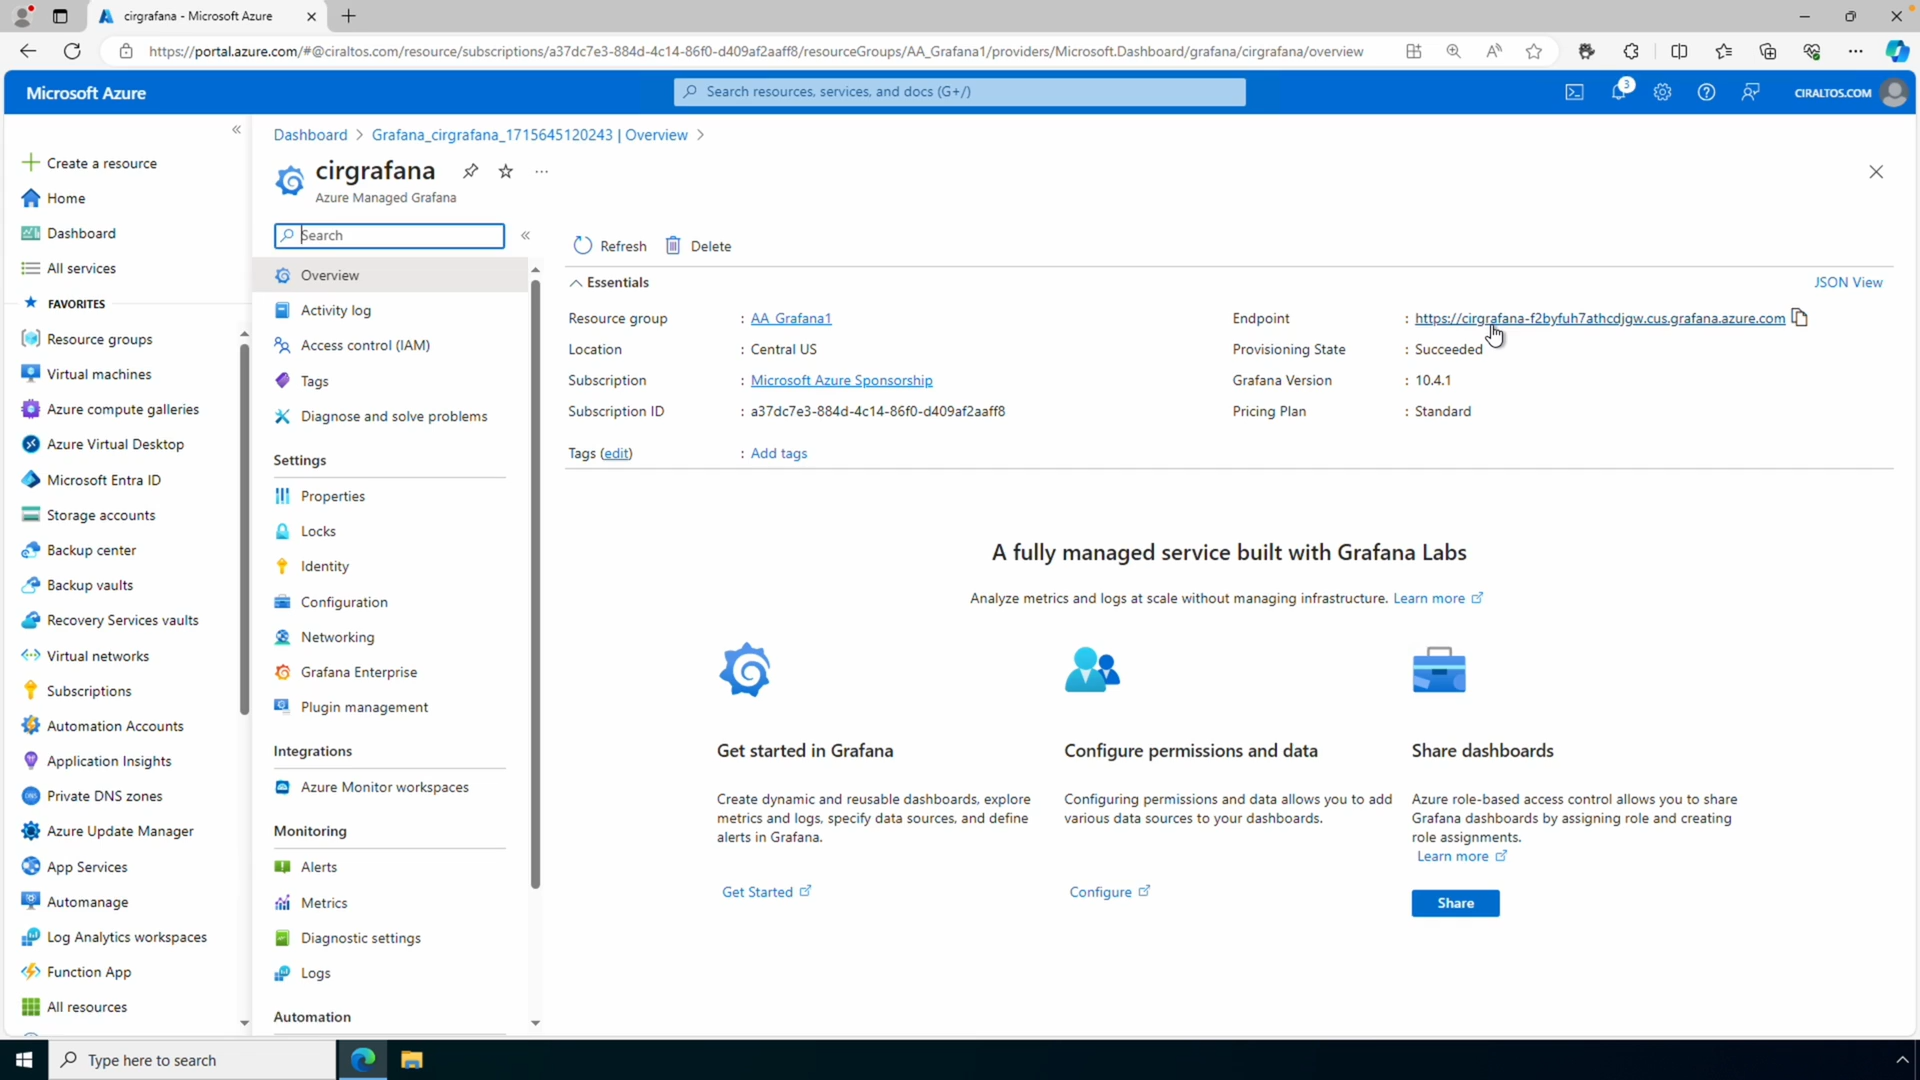 cirgrafana - Microsoft Azure
https://portal.azure.com/#@ciraltos.com/resource/subscriptions/a37dc7e3-884d-4c14-86f0-d409af2aaff8/resourceGroups/AA_Grafana1/providers/Microsoft.Dashboard/grafana/cirgrafana/overview
Microsoft Azure
Search resources, services, and docs (G+/)
3
CIRALTOS.COM
Dashboard > Grafana_cirgrafana_1715645120243 | Overview >
cirgrafana
Azure Managed Grafana
Create a resource
Home
Dashboard
All services
FAVORITES
Resource groups
Virtual machines
Azure compute galleries
Azure Virtual Desktop
Microsoft Entra ID
Storage accounts
Backup center
Backup vaults
Recovery Services vaults
Virtual networks
Subscriptions
Automation Accounts
Application Insights
Private DNS zones
Azure Update Manager
App Services
Automanage
Log Analytics workspaces
Function App
All resources
Search
Overview
Activity log
Access control (IAM)
Tags
Diagnose and solve problems
Settings
Properties
Locks
Identity
Configuration
Networking
Grafana Enterprise
Plugin management
Integrations
Azure Monitor workspaces
Monitoring
Alerts
Metrics
Diagnostic settings
Logs
Automation
Refresh
Delete
Essentials
JSON View
Resource group : AA_Grafana1
Location : Central US
Subscription : Microsoft Azure Sponsorship
Subscription ID : a37dc7e3-884d-4c14-86f0-d409af2aaff8
Tags (edit) : Add tags
Endpoint : https://cirgrafana-f2byfuh7athcdjgw.cus.grafana.azure.com
Provisioning State : Succeeded
Grafana Version : 10.4.1
Pricing Plan : Standard
A fully managed service built with Grafana Labs
Analyze metrics and logs at scale without managing infrastructure. Learn more
Get started in Grafana
Create dynamic and reusable dashboards, explore
metrics and logs, specify data sources, and define
alerts in Grafana.
Get Started
Configure permissions and data
Configuring permissions and data allows you to add
various data sources to your dashboards.
Configure
Share dashboards
Azure role-based access control allows you to share
Grafana dashboards by assigning role and creating
role assignments.
Learn more
Share
Type here to search